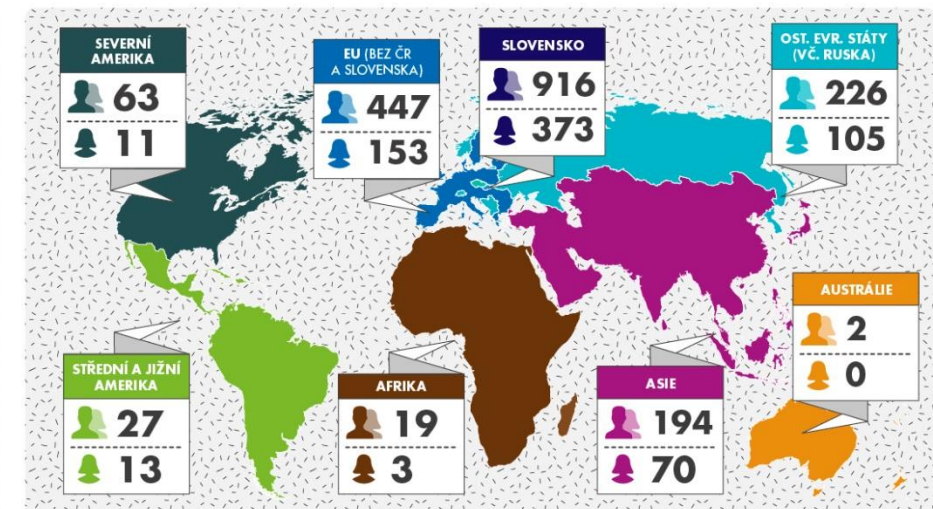 SEVERNÍ
AMERIKA
63
11
EU (BEZ ČR
A SLOVENSKA)
447
153
SLOVENSKO
916
373
OST. EVR. STÁTY
(VČ. RUSKA)
226
105
STŘEDNÍ A JIŽNÍ
AMERIKA
27
13
AFRIKA
19
3
ASIE
194
70
AUSTRÁLIE
2
0